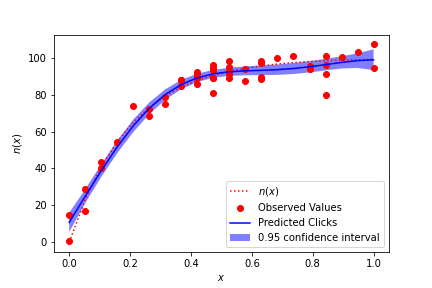 100
80
60
40
20
0
n(x)
0.0 0.2 0.4 0.6 0.8 1.0
x
n(x)
Observed Values
Predicted Clicks
0.95 confidence interval